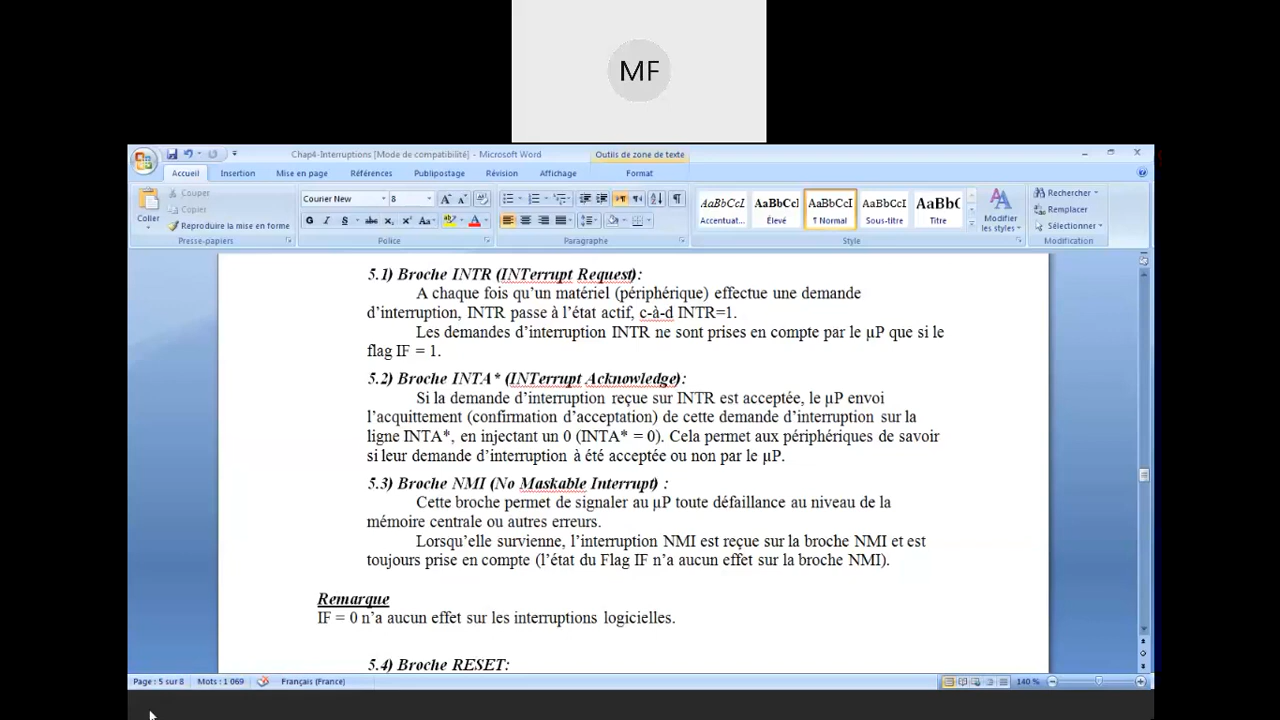 MF
Chap4-Interruptions [Mode de compatibilité] - Microsoft Word
Outils de zone de texte
Accueil
Insertion
Mise en page
Références
Publipostage
Révision
Affichage
Format
Coller
Couper
Copier
Reproduire la mise en forme
Presse-papiers
Courier New
8
Police
Paragraphe
AaBbCcI
Accentuat...
AaBbCcI
Élevé
AaBbCcI
¶ Normal
AaBbCcI
Sous-titre
AaBbC
Titre
Style
Modifier
les styles
Rechercher
Remplacer
Sélectionner
Modification
5.1) Broche INTR (INTerrupt Request):
A chaque fois qu’un matériel (périphérique) effectue une demande
d’interruption, INTR passe à l’état actif, c-à-d INTR=1.
Les demandes d’interruption INTR ne sont prises en compte par le µP que si le
flag IF = 1.
5.2) Broche INTA* (INTerrupt Acknowledge):
Si la demande d’interruption reçue sur INTR est acceptée, le µP envoi
l’acquittement (confirmation d’acceptation) de cette demande d’interruption sur la
ligne INTA*, en injectant un 0 (INTA* = 0). Cela permet aux périphériques de savoir
si leur demande d’interruption à été acceptée ou non par le µP.
5.3) Broche NMI (No Maskable Interrupt) :
Cette broche permet de signaler au µP toute défaillance au niveau de la
mémoire centrale ou autres erreurs.
Lorsqu’elle survienne, l’interruption NMI est reçue sur la broche NMI et est
toujours prise en compte (l’état du Flag IF n’a aucun effet sur la broche NMI).
Remarque
IF = 0 n’a aucun effet sur les interruptions logicielles.
5.4) Broche RESET:
Page : 5 sur 8
Mots : 1 069
Français (France)
140 %